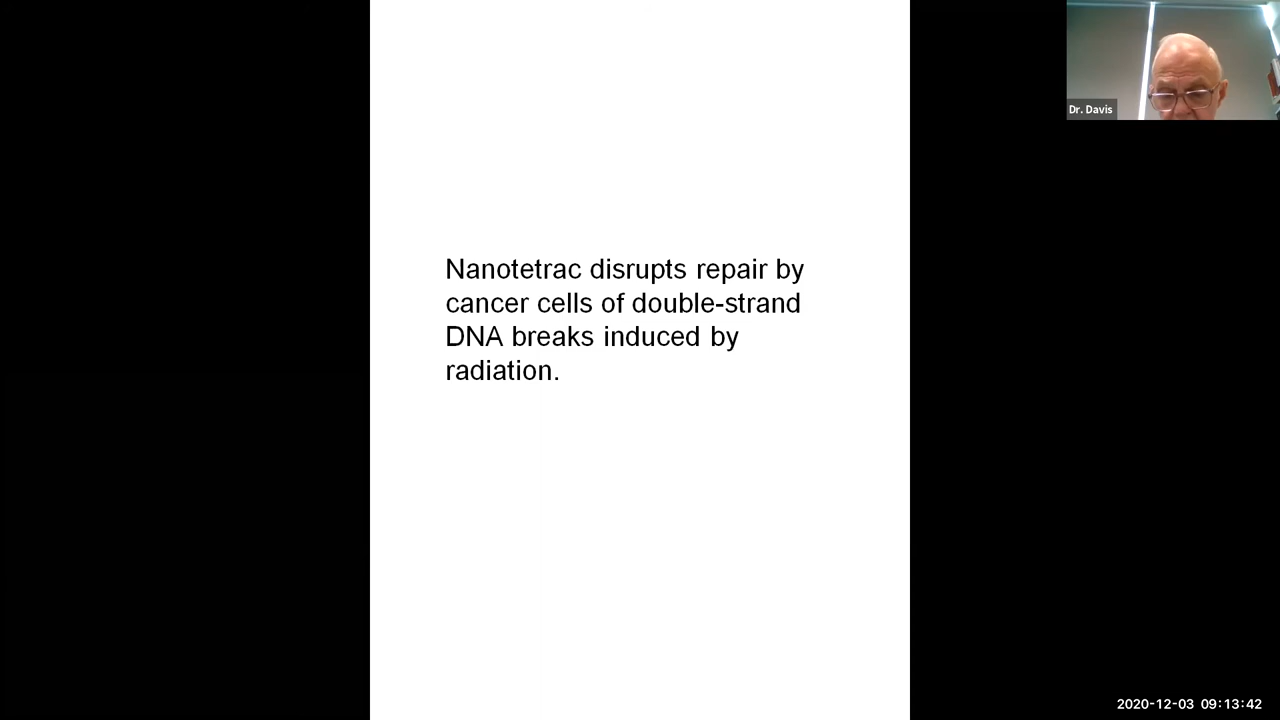 Dr. Davis
Nanotetrac disrupts repair by
cancer cells of double-strand
DNA breaks induced by
radiation.
2020-12-03 09:13:42